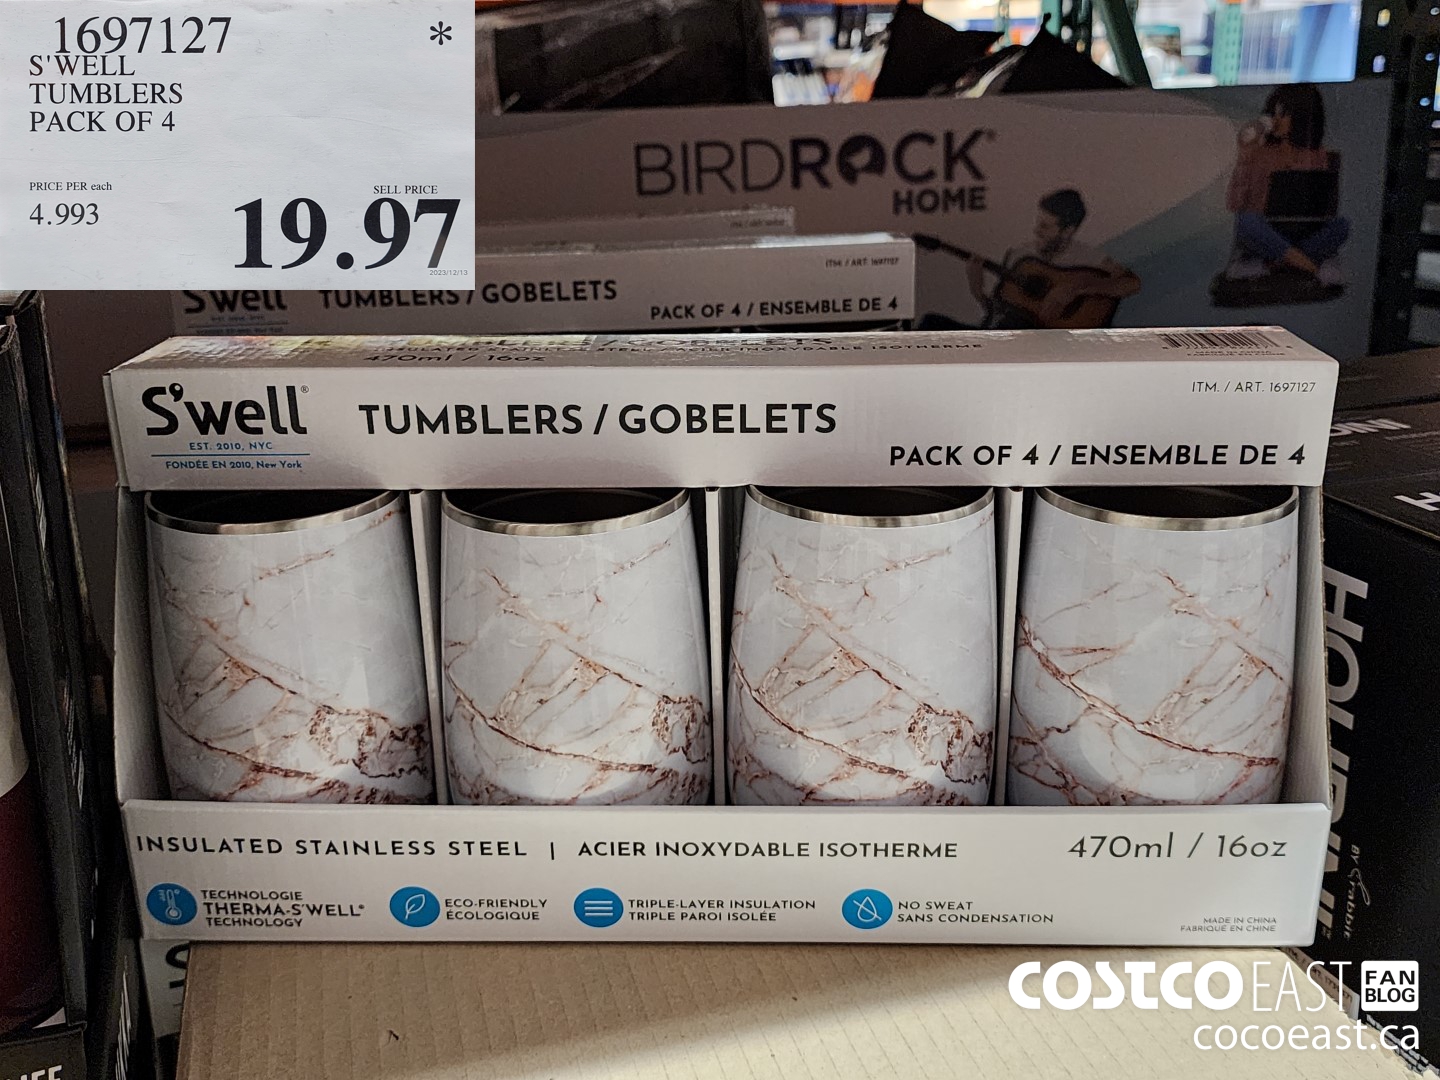 1697127 *
S'WELL
TUMBLERS
PACK OF 4
PRICE PER each
4.993
SELL PRICE
19.97
2023/12/13
BIRDROCK
HOME
ITM. / ART. 1697127
S'well TUMBLERS / GOBELETS
PACK OF 4 / ENSEMBLE DE 4
470ml / 16oz
S'well®
EST. 2010, NYC
FONDÉE EN 2010, New York
TUMBLERS / GOBELETS
ITM. / ART. 1697127
PACK OF 4 / ENSEMBLE DE 4
INSULATED STAINLESS STEEL | ACIER INOXYDABLE ISOTHERME
470ml / 16oz
TECHNOLOGIE
THERMA-S'WELL®
TECHNOLOGY
ECO-FRIENDLY
ÉCOLOGIQUE
TRIPLE-LAYER INSULATION
TRIPLE PAROI ISOLÉE
NO SWEAT
SANS CONDENSATION
MADE IN CHINA
FABRIQUÉ EN CHINE
COSTCO EAST FAN BLOG
cocoeast.ca